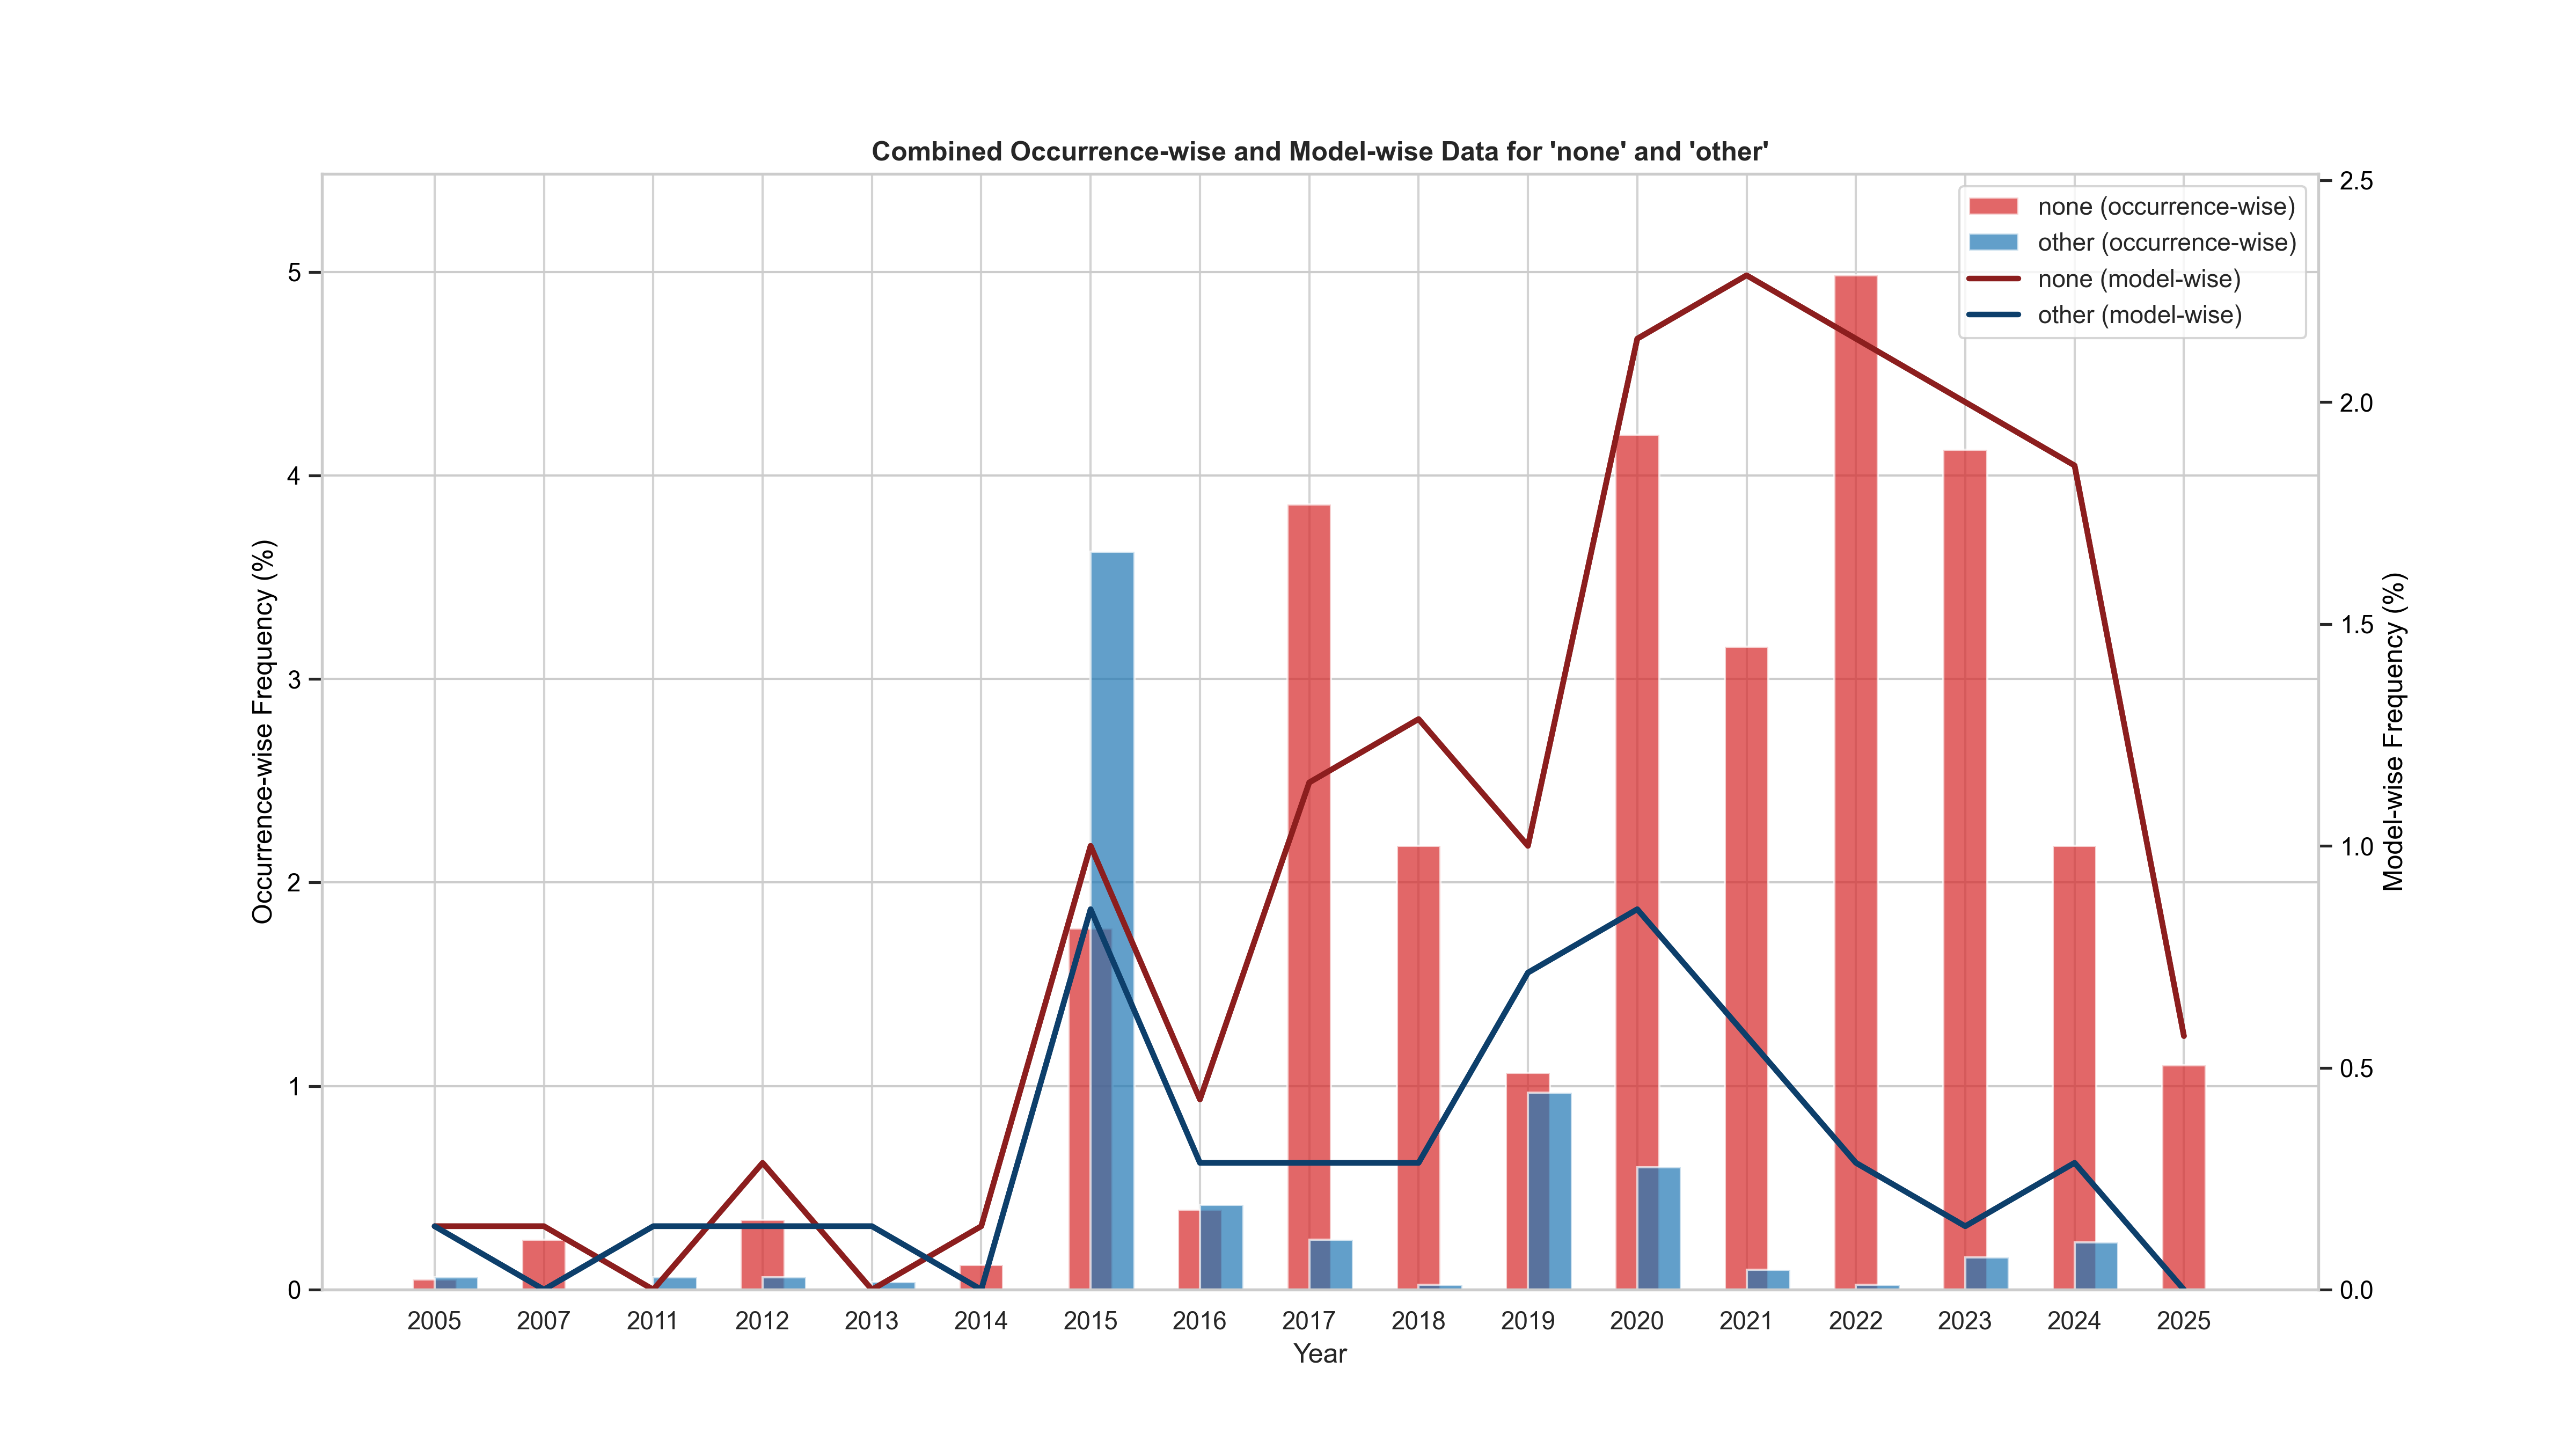 Combined Occurrence-wise and Model-wise Data for 'none' and 'other'
none (occurrence-wise)
other (occurrence-wise)
none (model-wise)
other (model-wise)
Occurrence-wise Frequency (%)
5
4
3
2
1
0
Model-wise Frequency (%)
2.5
2.0
1.5
1.0
0.5
0.0
2005 2007 2011 2012 2013 2014 2015 2016 2017 2018 2019 2020 2021 2022 2023 2024 2025
Year